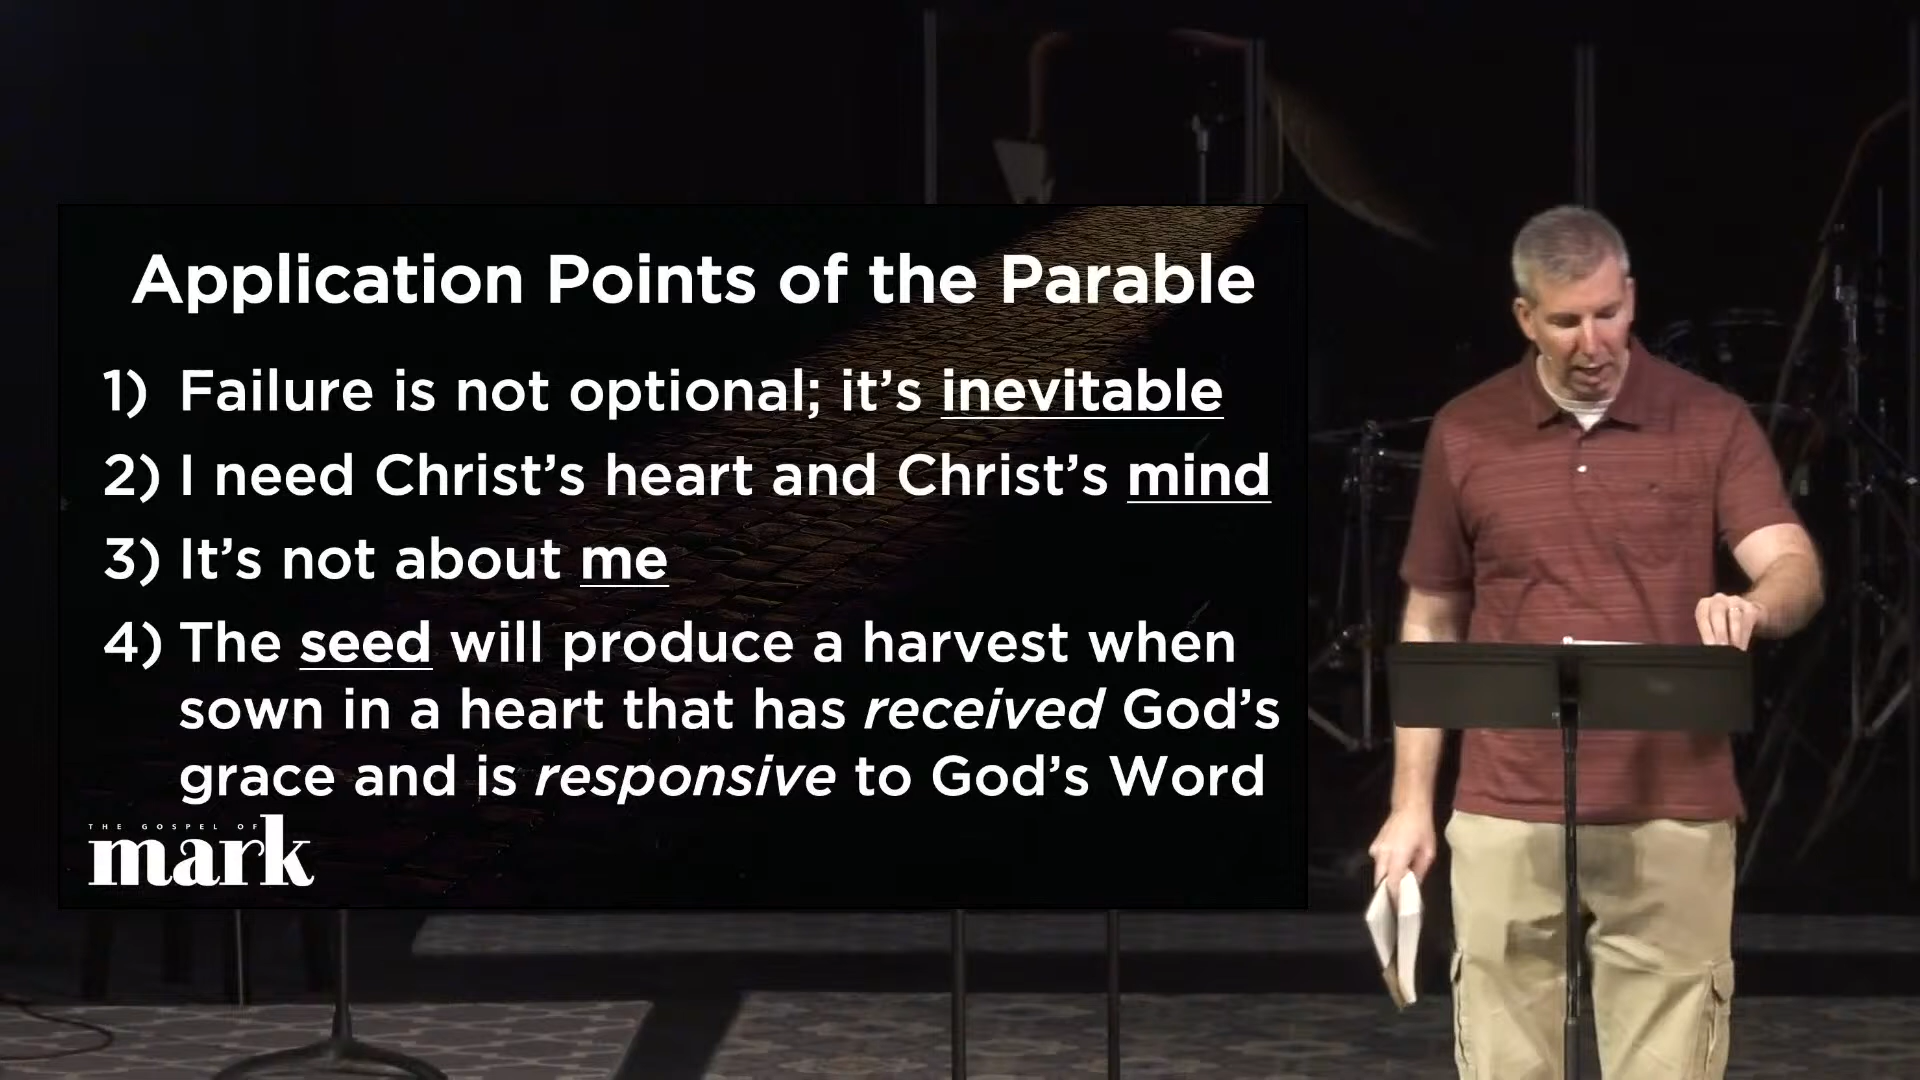 Application Points of the Parable
1) Failure is not optional; it's inevitable
2) I need Christ's heart and Christ's mind
3) It's not about me
4) The seed will produce a harvest when
sown in a heart that has received God's
grace and is responsive to God's Word
THE GOSPEL OF
mark